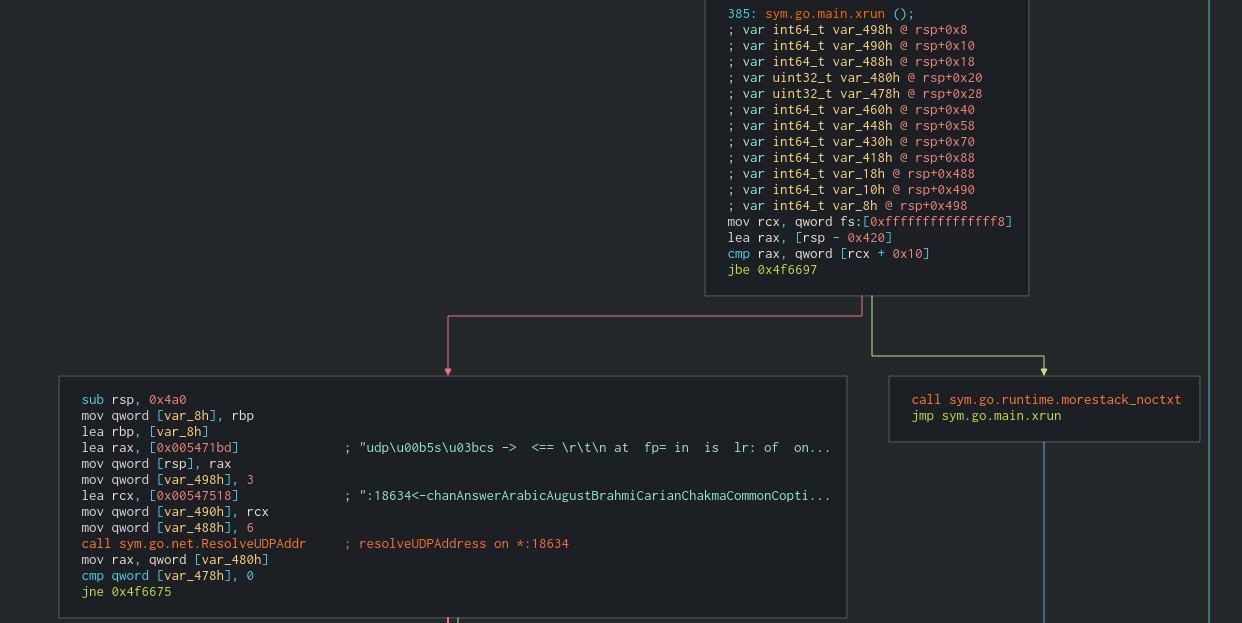 385: sym.go.main.xrun ();
; var int64_t var_498h @ rsp+0x8
; var int64_t var_490h @ rsp+0x10
; var int64_t var_488h @ rsp+0x18
; var uint32_t var_480h @ rsp+0x20
; var uint32_t var_478h @ rsp+0x28
; var int64_t var_460h @ rsp+0x40
; var int64_t var_448h @ rsp+0x58
; var int64_t var_430h @ rsp+0x70
; var int64_t var_418h @ rsp+0x88
; var int64_t var_18h @ rsp+0x488
; var int64_t var_10h @ rsp+0x490
; var int64_t var_8h @ rsp+0x498
mov rcx, qword fs:[0xfffffffffffffff8]
lea rax, [rsp - 0x420]
cmp rax, qword [rcx + 0x10]
jbe 0x4f6697
sub rsp, 0x4a0
mov qword [var_8h], rbp
lea rbp, [var_8h]
lea rax, [0x005471bd] ; "udp\u00b5s\u03bcs -> <== \r\t\n at fp= in is lr: of on...
mov qword [rsp], rax
mov qword [var_498h], 3
lea rcx, [0x00547518] ; ":18634<-chanAnswerArabicAugustBrahmiCarianChakmaCommonCopti...
mov qword [var_490h], rcx
mov qword [var_488h], 6
call sym.go.net.ResolveUDPAddr ; resolveUDPAddress on *:18634
mov rax, qword [var_480h]
cmp qword [var_478h], 0
jne 0x4f6675
call sym.go.runtime.morestack_noctxt
jmp sym.go.main.xrun